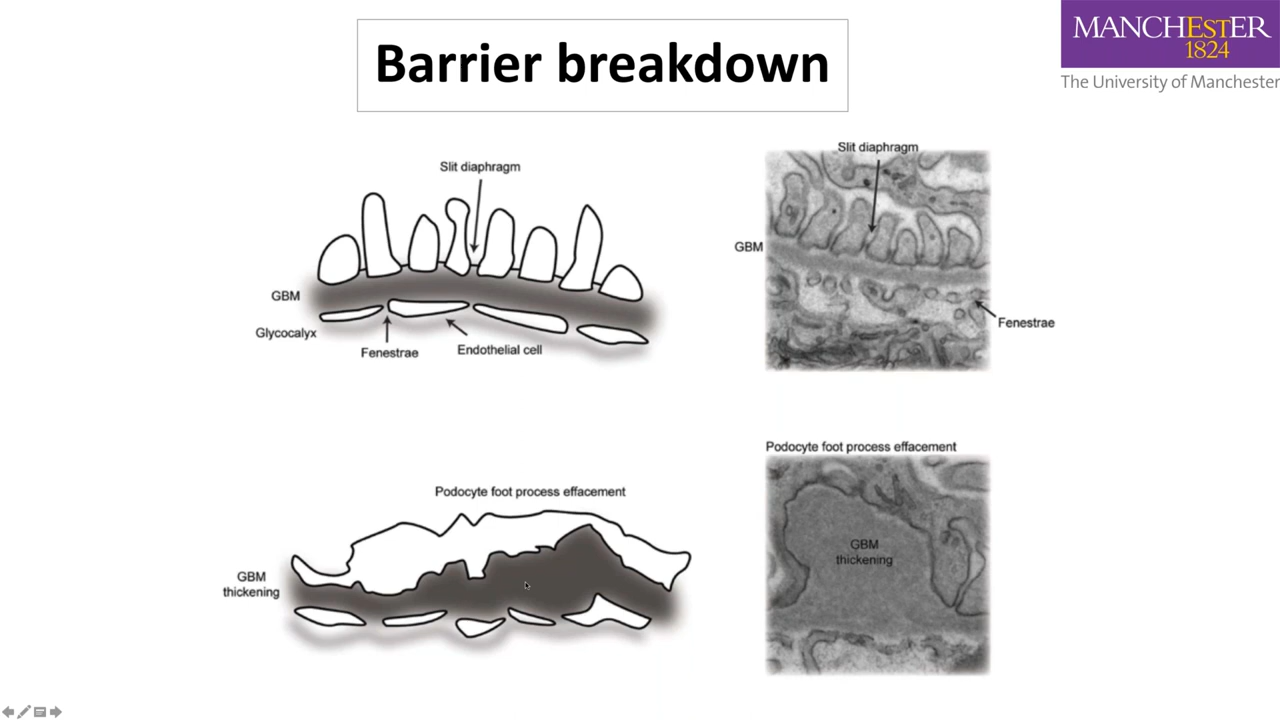 Barrier breakdown
MANCHESTER
1824
The University of Manchester
Slit diaphragm
GBM
Glycocalyx
Fenestrae
Endothelial cell
Slit diaphragm
GBM
Fenestrae
Podocyte foot process effacement
GBM
thickening
Podocyte foot process effacement
GBM
thickening